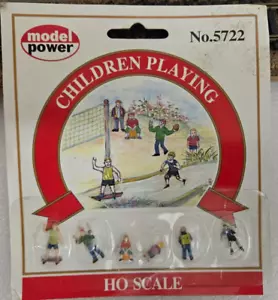 model
power
No.5722
CHILDREN PLAYING
HO SCALE